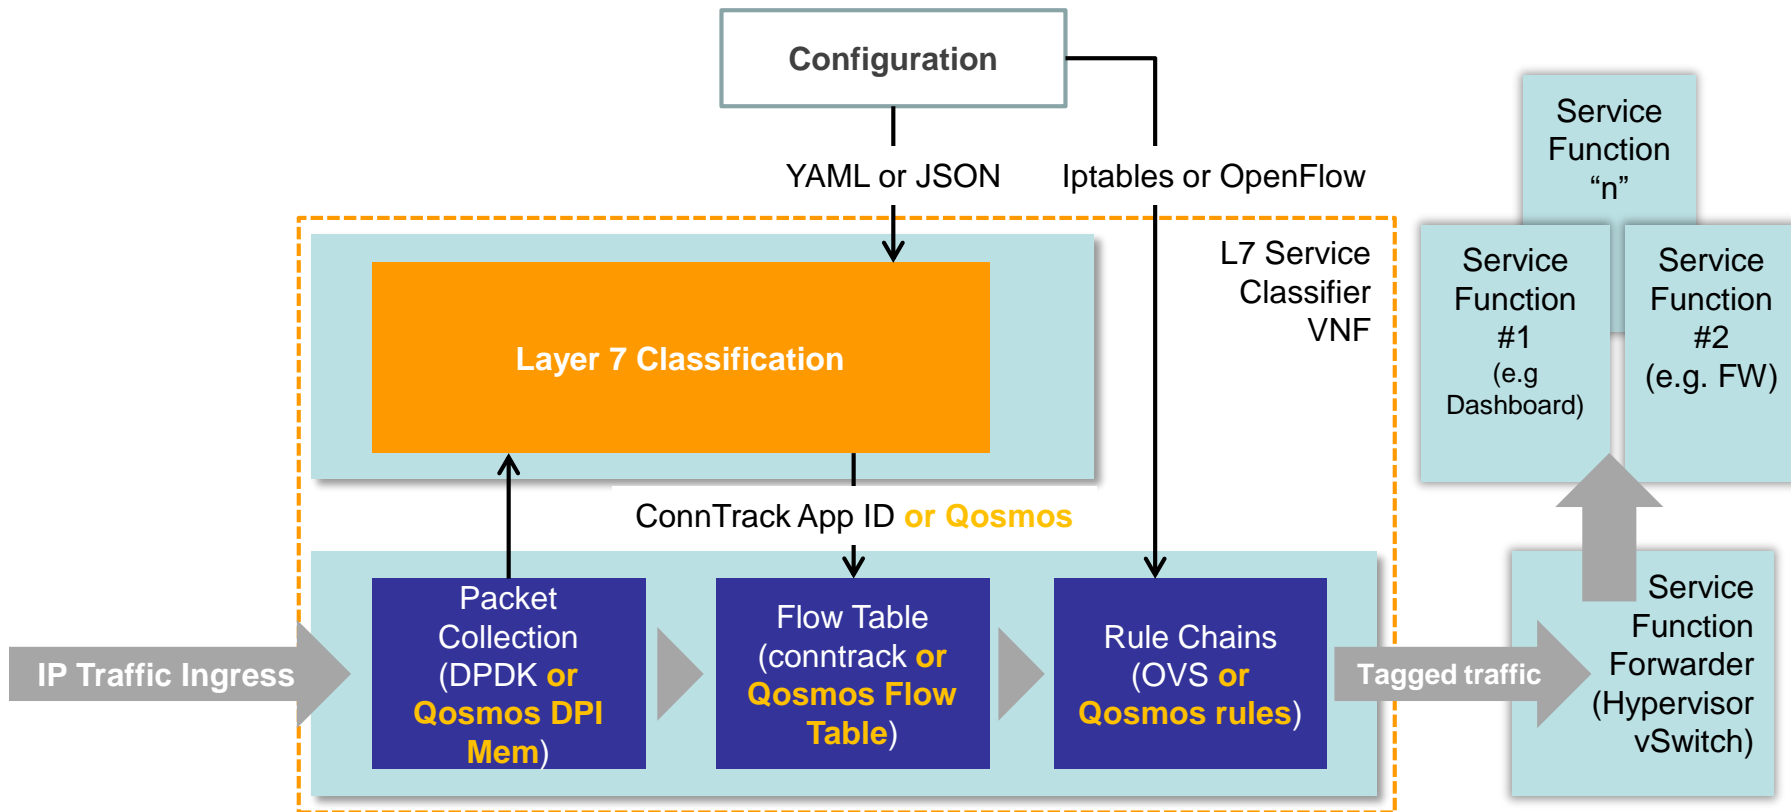 Configuration
YAML or JSON
Iptables or OpenFlow
Service
Function
“n”
Service
Function
#1
(e.g
Dashboard)
Service
Function
#2
(e.g. FW)
L7 Service
Classifier
VNF
Layer 7 Classification
ConnTrack App ID or Qosmos
IP Traffic Ingress
Packet
Collection
(DPDK or
Qosmos DPI
Mem)
Flow Table
(conntrack or
Qosmos Flow
Table)
Rule Chains
(OVS or
Qosmos rules)
Tagged traffic
Service
Function
Forwarder
(Hypervisor
vSwitch)